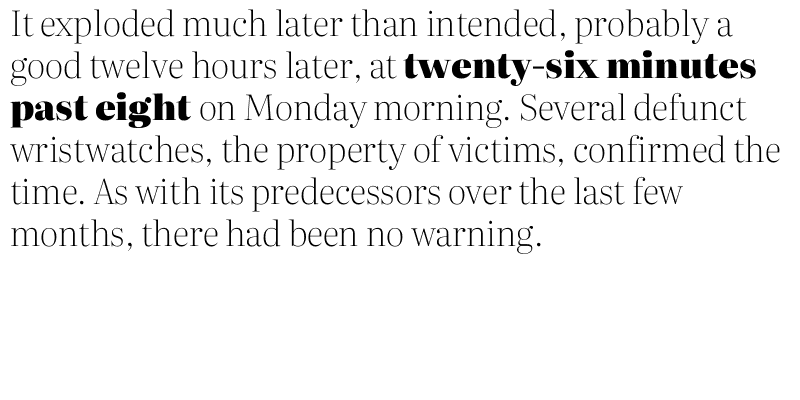 It exploded much later than intended, probably a
good twelve hours later, at twenty-six minutes
past eight on Monday morning. Several defunct
wristwatches, the property of victims, confirmed the
time. As with its predecessors over the last few
months, there had been no warning.